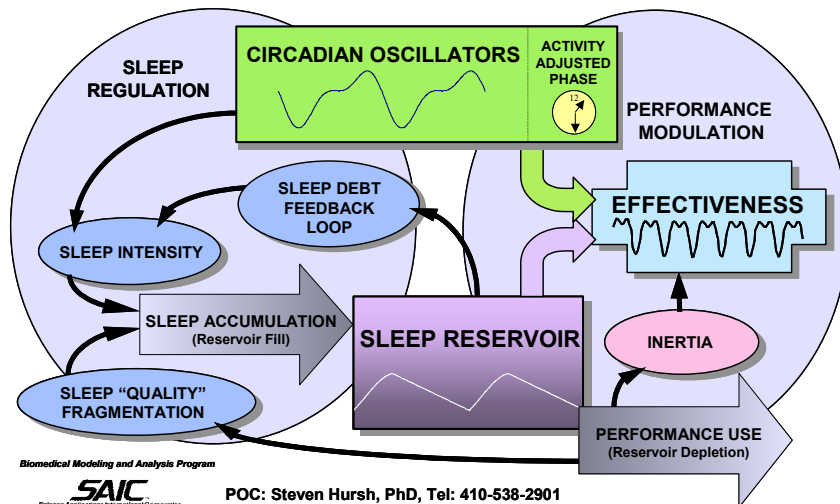 SLEEP
REGULATION
CIRCADIAN OSCILLATORS
ACTIVITY
ADJUSTED
PHASE
12
PERFORMANCE
MODULATION
SLEEP DEBT
FEEDBACK
LOOP
EFFECTIVENESS
SLEEP INTENSITY
SLEEP ACCUMULATION
(Reservoir Fill)
SLEEP RESERVOIR
INERTIA
SLEEP “QUALITY”
FRAGMENTATION
PERFORMANCE USE
(Reservoir Depletion)
Biomedical Modeling and Analysis Program
SAIC
POC: Steven Hursh, PhD, Tel: 410-538-2901